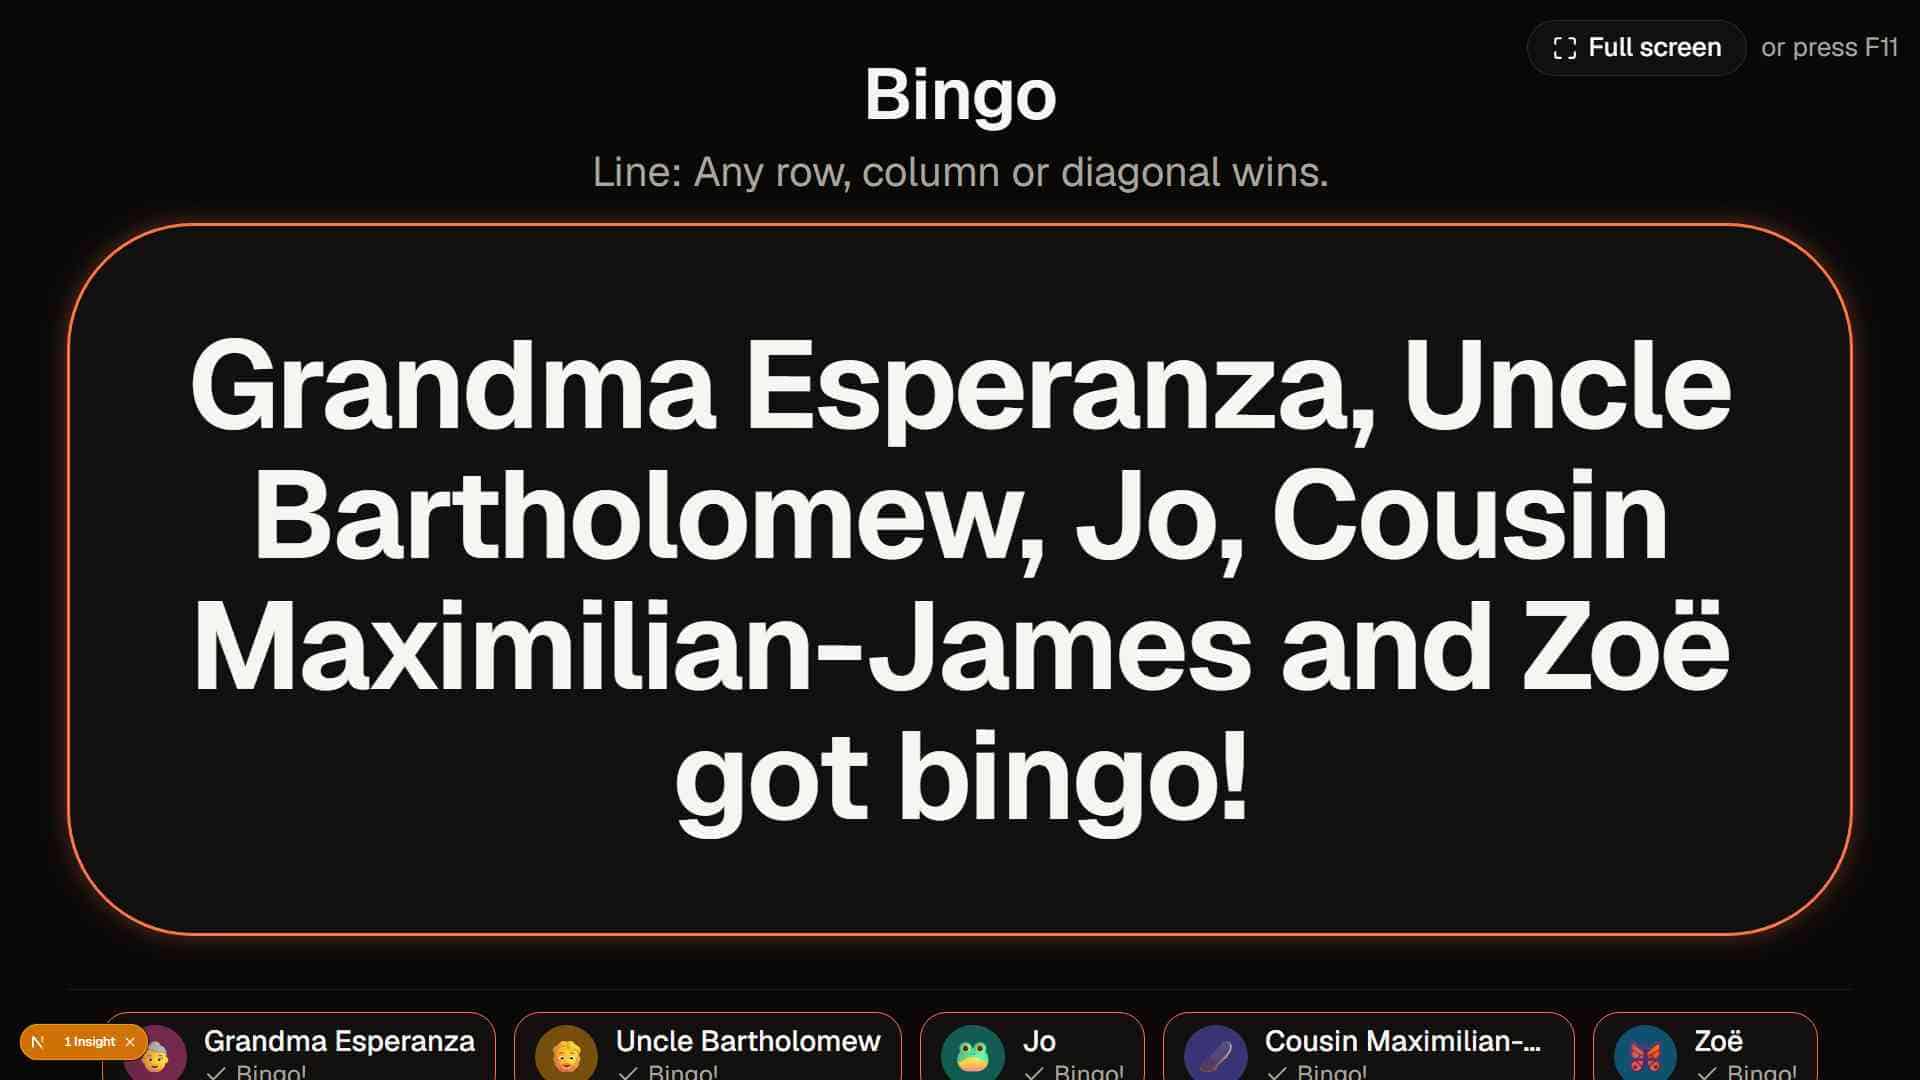 Full screen or press F11
Bingo
Line: Any row, column or diagonal wins.
Grandma Esperanza, Uncle
Bartholomew, Jo, Cousin
Maximilian-James and Zoë
got bingo!
1 Insight
Grandma Esperanza
Bingo!
Uncle Bartholomew
Bingo!
Jo
Bingo!
Cousin Maximilian-...
Bingo!
Zoë
Bingo!